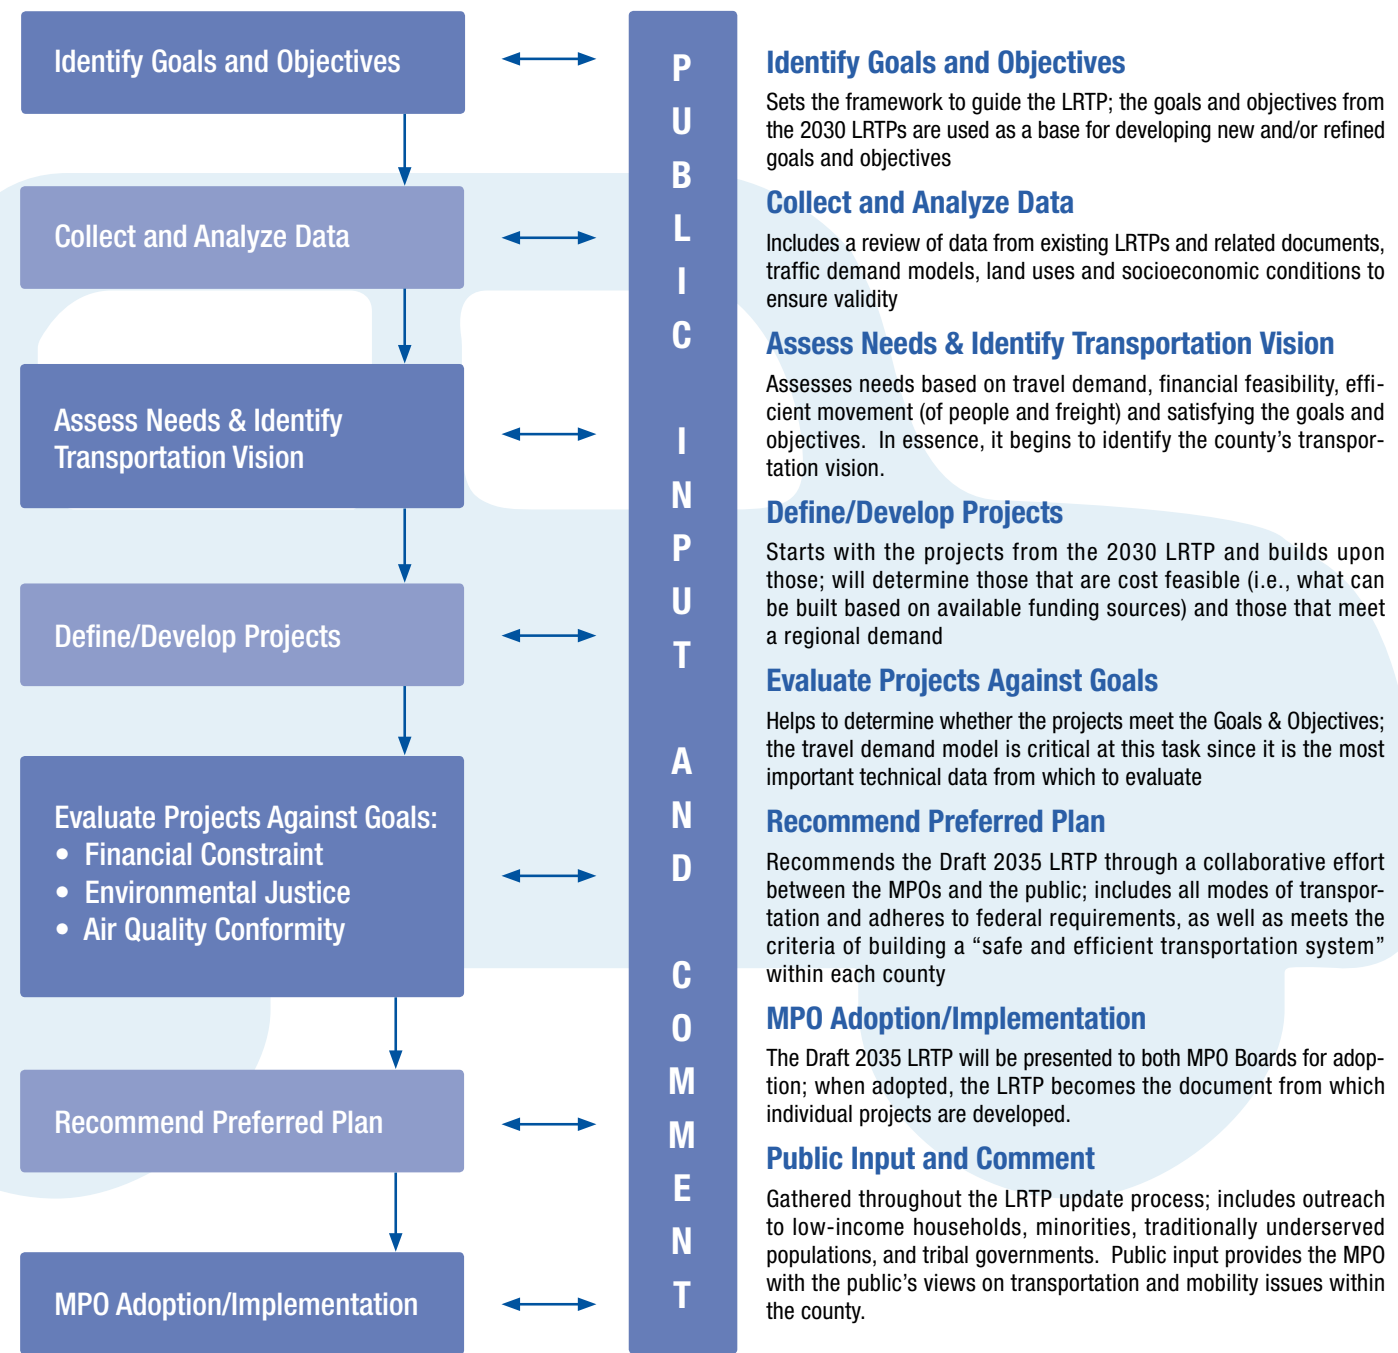 Identify Goals and Objectives
Collect and Analyze Data
Assess Needs & Identify
Transportation Vision
Define/Develop Projects
Evaluate Projects Against Goals:
• Financial Constraint
• Environmental Justice
• Air Quality Conformity
Recommend Preferred Plan
MPO Adoption/Implementation
PUBLIC INPUT AND COMMENT
Identify Goals and Objectives
Sets the framework to guide the LRTP; the goals and objectives from
the 2030 LRTPs are used as a base for developing new and/or refined
goals and objectives
Collect and Analyze Data
Includes a review of data from existing LRTPs and related documents,
traffic demand models, land uses and socioeconomic conditions to
ensure validity
Assess Needs & Identify Transportation Vision
Assesses needs based on travel demand, financial feasibility, effi-
cient movement (of people and freight) and satisfying the goals and
objectives.  In essence, it begins to identify the county's transpor-
tation vision.
Define/Develop Projects
Starts with the projects from the 2030 LRTP and builds upon
those; will determine those that are cost feasible (i.e., what can
be built based on available funding sources) and those that meet
a regional demand
Evaluate Projects Against Goals
Helps to determine whether the projects meet the Goals & Objectives;
the travel demand model is critical at this task since it is the most
important technical data from which to evaluate
Recommend Preferred Plan
Recommends the Draft 2035 LRTP through a collaborative effort
between the MPOs and the public; includes all modes of transpor-
tation and adheres to federal requirements, as well as meets the
criteria of building a “safe and efficient transportation system”
within each county
MPO Adoption/Implementation
The Draft 2035 LRTP will be presented to both MPO Boards for adop-
tion; when adopted, the LRTP becomes the document from which
individual projects are developed.
Public Input and Comment
Gathered throughout the LRTP update process; includes outreach
to low-income households, minorities, traditionally underserved
populations, and tribal governments.  Public input provides the MPO
with the public's views on transportation and mobility issues within
the county.